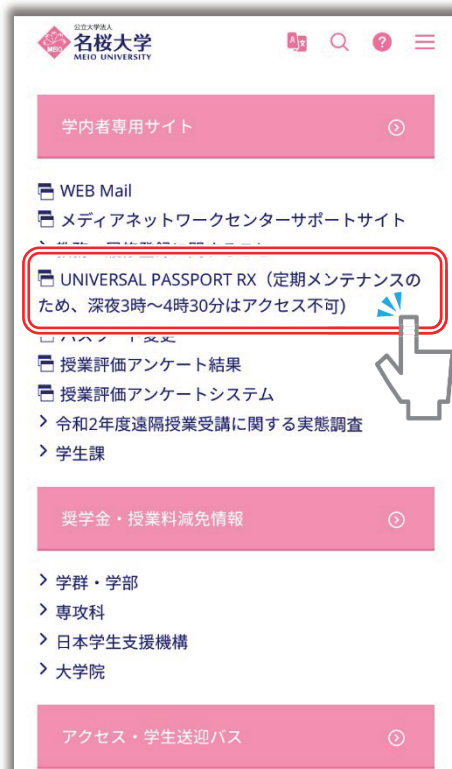 公立大学法人
名桜大学
MEIO UNIVERSITY
MEIO
A
学内者専用サイト
WEB Mail
メディアネットワークセンターサポートサイト
UNIVERSAL PASSPORT RX（定期メンテナンスの
ため、深夜3時～4時30分はアクセス不可）
パスワード変更
授業評価アンケート結果
授業評価アンケートシステム
令和2年度遠隔授業受講に関する実態調査
学生課
奨学金・授業料減免情報
学群・学部
専攻科
日本学生支援機構
大学院
アクセス・学生送迎バス